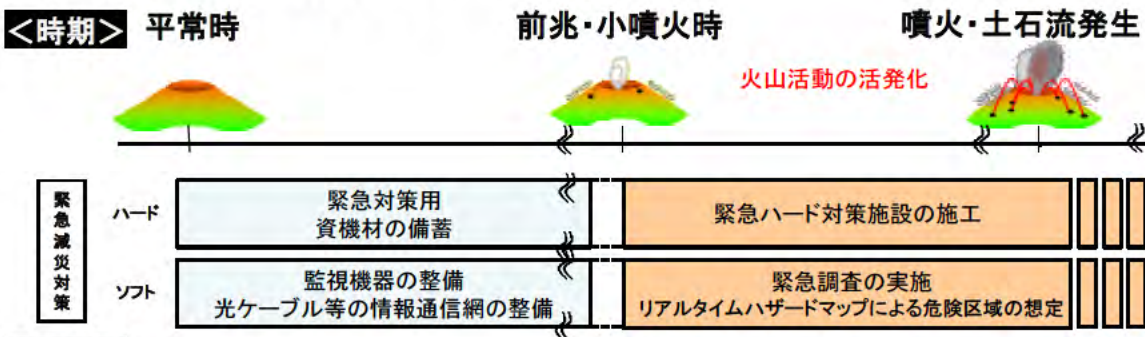 <時期> 平常時 前兆・小噴火時 噴火・土石流発生
火山活動の活発化
緊急減災対策
ハード
緊急対策用
資機材の備蓄
緊急ハード対策施設の施工
ソフト
監視機器の整備
光ケーブル等の情報通信網の整備
緊急調査の実施
リアルタイムハザードマップによる危険区域の想定